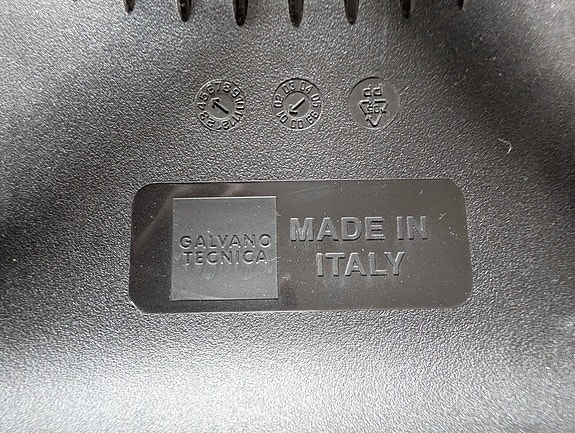 GALVANO
TECNICA
MADE IN
ITALY
PP